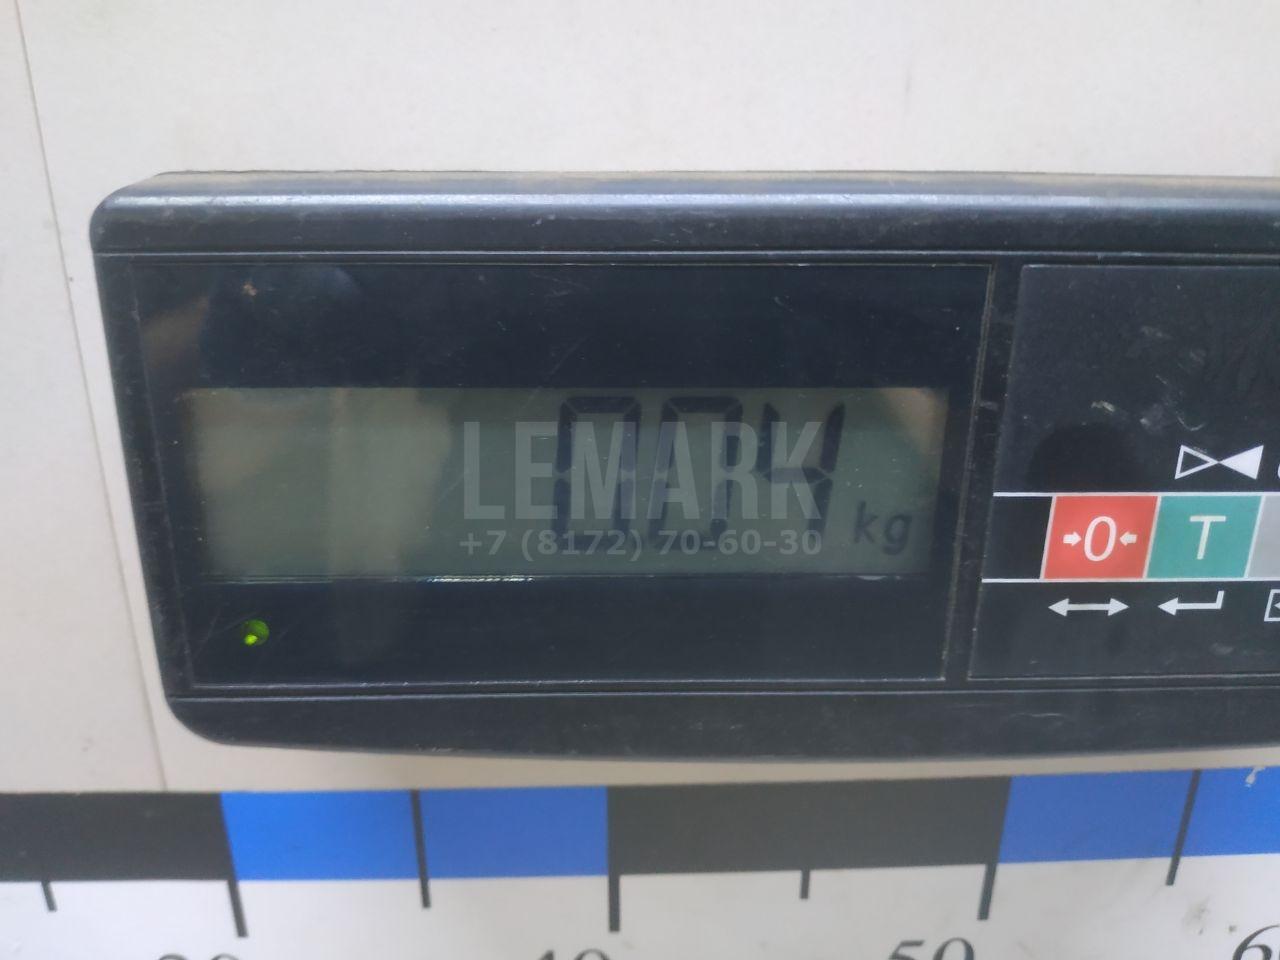 0.04 kg
LEMARK
+7 (8172) 70-60-30
→0← T
40 50